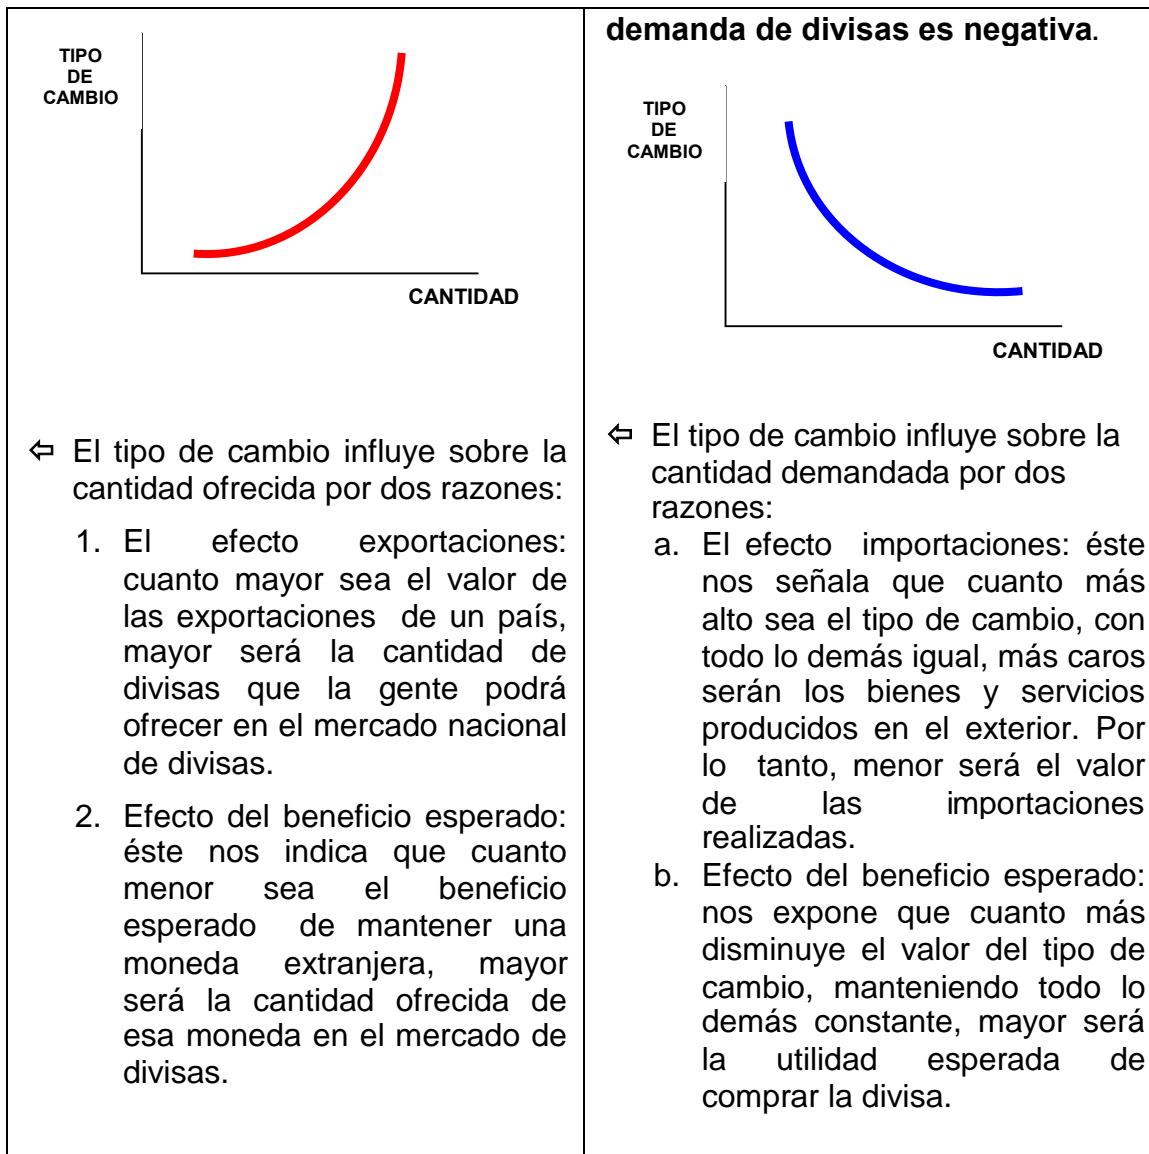 TIPO
DE
CAMBIO
CANTIDAD
⇦ El tipo de cambio influye sobre la
cantidad ofrecida por dos razones:
1. El efecto exportaciones:
cuanto mayor sea el valor de
las exportaciones de un país,
mayor será la cantidad de
divisas que la gente podrá
ofrecer en el mercado nacional
de divisas.
2. Efecto del beneficio esperado:
éste nos indica que cuanto
menor sea el beneficio
esperado de mantener una
moneda extranjera, mayor
será la cantidad ofrecida de
esa moneda en el mercado de
divisas.
demanda de divisas es negativa.
TIPO
DE
CAMBIO
CANTIDAD
⇦ El tipo de cambio influye sobre la
cantidad demandada por dos
razones:
a. El efecto importaciones: éste
nos señala que cuanto más
alto sea el tipo de cambio, con
todo lo demás igual, más caros
serán los bienes y servicios
producidos en el exterior. Por
lo tanto, menor será el valor
de las importaciones
realizadas.
b. Efecto del beneficio esperado:
nos expone que cuanto más
disminuye el valor del tipo de
cambio, manteniendo todo lo
demás constante, mayor será
la utilidad esperada de
comprar la divisa.